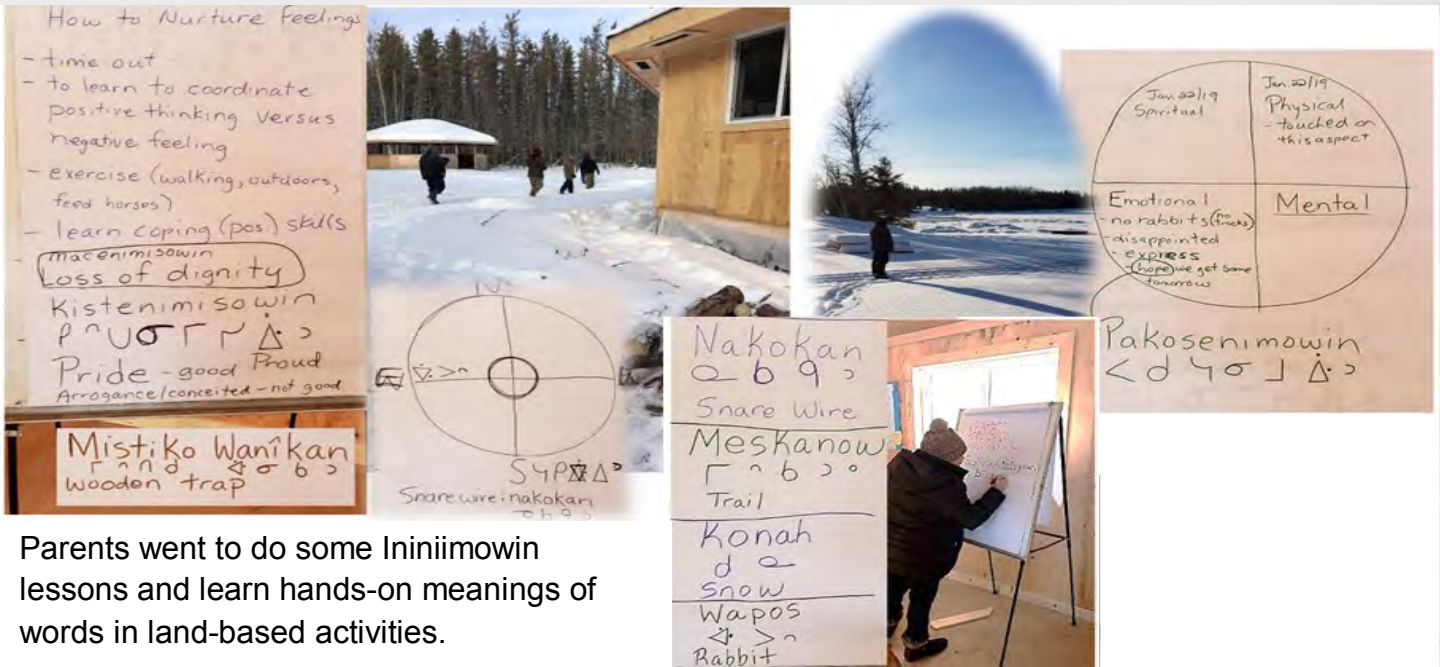 How to Nurture Feelings
- time out
- to learn to coordinate
positive thinking versus
negative feeling
- exercise (walking, outdoors,
feed horses)
- learn coping (pos) skills
macenimisowin
Loss of dignity
Kistenimisowin
Pride - good Proud
Arrogance/conceited - not good
Mistiko Wanîkan
ᒥ ᐢ ᑎ ᑯ ᐘ ᓂ ᑲ ᐣ
wooden trap
N
Snare wire: nakokan
ᓇ ᑲ ᑫ ᐣ
Nakokan
ᓇ ᑲ ᑫ ᐣ
Snare Wire
Meskanow
ᒥ ᐢ ᑲ ᐣ ᐤ
Trail
Konah
ᑯ ᓇ
Snow
Wapos
ᐘ ᐳ ᐢ
Rabbit
Jan 22/19
Spiritual
Jan 22/19
Physical
- touched on
this aspect
Emotional
- no rabbits (no tracks)
- disappointed
- express
(hope) we get some
tomorrow
Mental
Pakosenimowin
ᐸ ᑯ ᓭ ᓂ ᒧ ᐏ ᐣ
Parents went to do some Ininiimowin
lessons and learn hands-on meanings of
words in land-based activities.